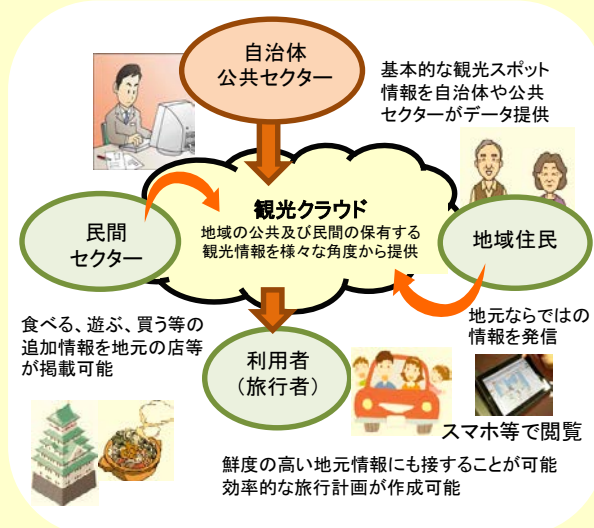 自治体
公共セクター
基本的な観光スポット
情報を自治体や公共
セクターがデータ提供
観光クラウド
地域の公共及び民間の保有する
観光情報を様々な角度から提供
民間
セクター
地域住民
食べる、遊ぶ、買う等の
追加情報を地元の店等
が掲載可能
地元ならではの
情報を発信
利用者
（旅行者）
スマホ等で閲覧
鮮度の高い地元情報にも接することが可能
効率的な旅行計画が作成可能